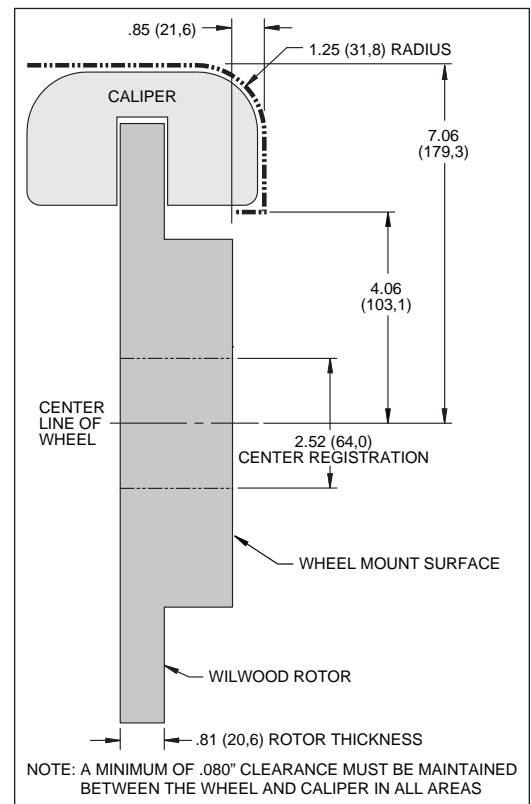 .85 (21,6)
1.25 (31,8) RADIUS
CALIPER
7.06
(179,3)
4.06
(103,1)
CENTER
LINE OF
WHEEL
2.52 (64,0)
CENTER REGISTRATION
WHEEL MOUNT SURFACE
WILWOOD ROTOR
.81 (20,6) ROTOR THICKNESS
NOTE: A MINIMUM OF .080" CLEARANCE MUST BE MAINTAINED
BETWEEN THE WHEEL AND CALIPER IN ALL AREAS